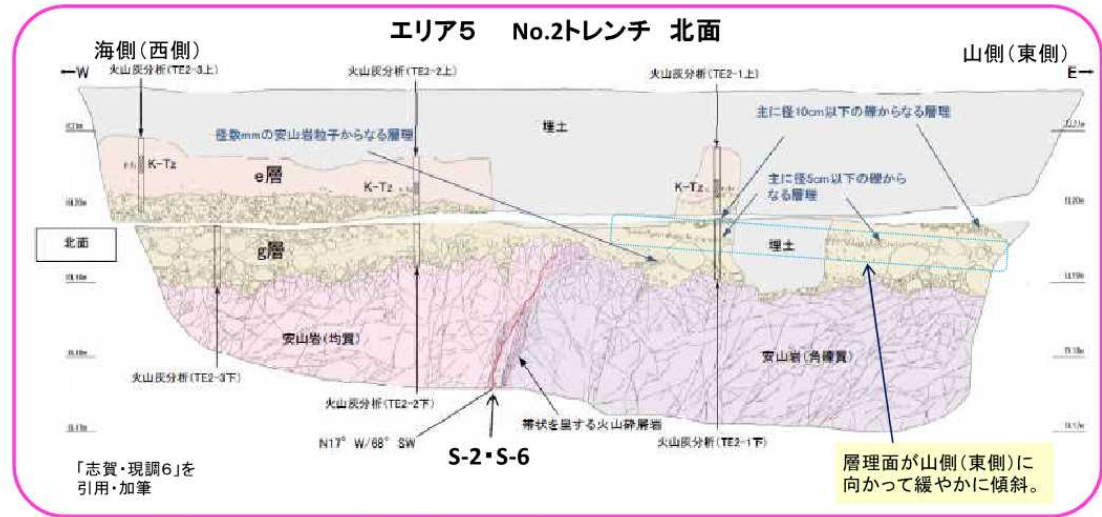 エリア5 No.2トレンチ 北面
海側(西側)
山側(東側)
←W
E→
火山灰分析(TE2-3上)
火山灰分析(TE2-2上)
火山灰分析(TE2-1上)
主に径10cm以下の礫からなる層理
径数mmの安山岩粒子からなる層理
埋土
K-Tz
e層
K-Tz
K-Tz
主に径5cm以下の礫から
なる層理
北面
g層
埋土
安山岩(均質)
安山岩(角礫質)
火山灰分析(TE2-3下)
火山灰分析(TE2-2下)
帯状を呈する火山砕屑岩
火山灰分析(TE2-1下)
N17°W/68°SW
S-2・S-6
「志賀・現調6」を
引用・加筆
層理面が山側(東側)に
向かって緩やかに傾斜。